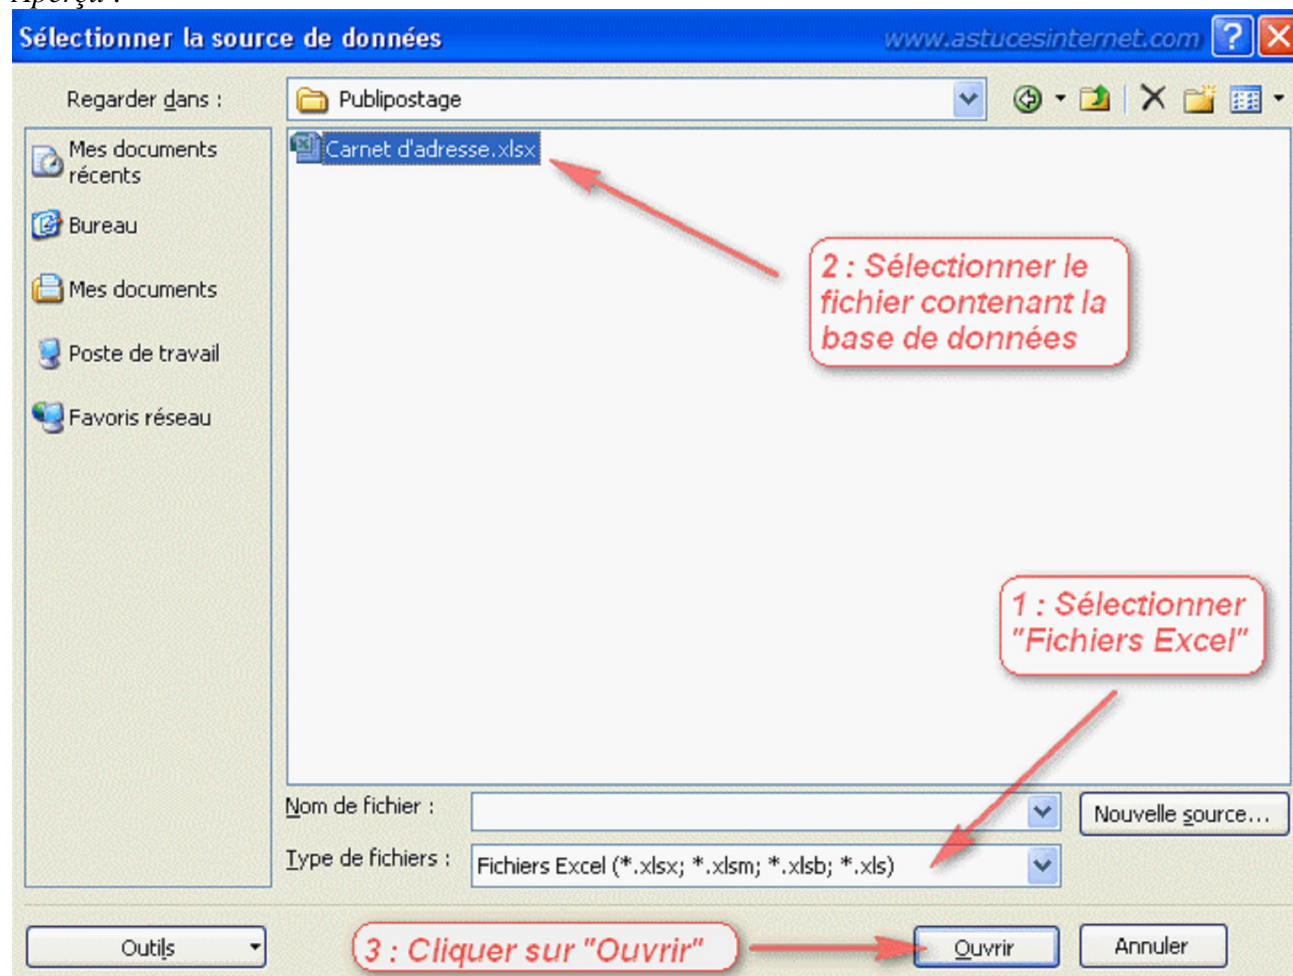 Aperçu :
Sélectionner la source de données
www.astucesinternet.com
Regarder dans :
Publipostage
Mes documents
récents
Bureau
Mes documents
Poste de travail
Favoris réseau
Carnet d'adresse.xlsx
2 : Sélectionner le
fichier contenant la
base de données
1 : Sélectionner
"Fichiers Excel"
Nom de fichier :
Nouvelle source...
Type de fichiers :
Fichiers Excel (*.xlsx; *.xlsm; *.xlsb; *.xls)
Outils
3 : Cliquer sur "Ouvrir"
Ouvrir
Annuler